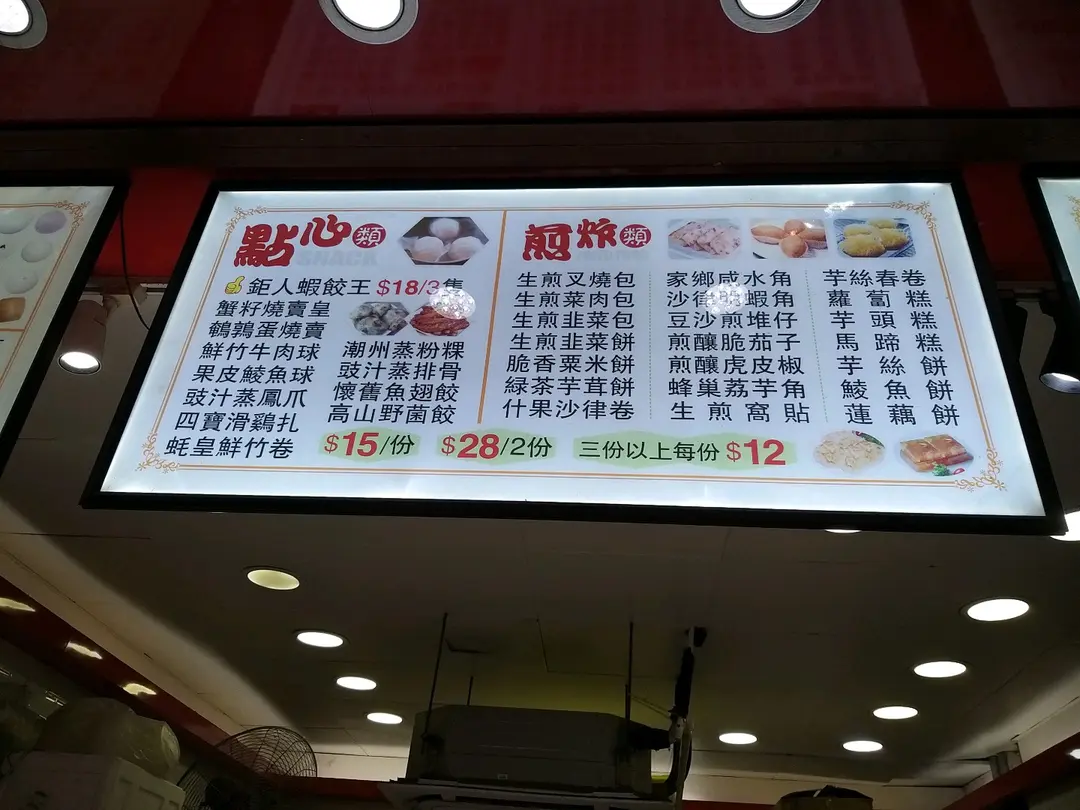 點心類
SNACK
鉅人蝦餃王 $18/3隻
蟹籽燒賣皇
鵪鶉蛋燒賣
鮮竹牛肉球
果皮鯪魚球
豉汁蒸鳳爪
四寶滑鷄扎
蚝皇鮮竹卷
潮州蒸粉粿
豉汁蒸排骨
懷舊魚翅餃
高山野菌餃
煎炸類
生煎叉燒包
生煎菜肉包
生煎韭菜包
生煎韭菜餅
脆香粟米餅
綠茶芋茸餅
什果沙律卷
家鄉咸水角
沙律脆蝦角
豆沙煎堆仔
煎釀脆茄子
煎釀虎皮椒
蜂巢荔芋角
生煎窩貼
芋絲春卷
蘿蔔糕
芋頭糕
馬蹄糕
芋絲餅
鯪魚餅
蓮藕餅
$15/份 $28/2份 三份以上每份$12